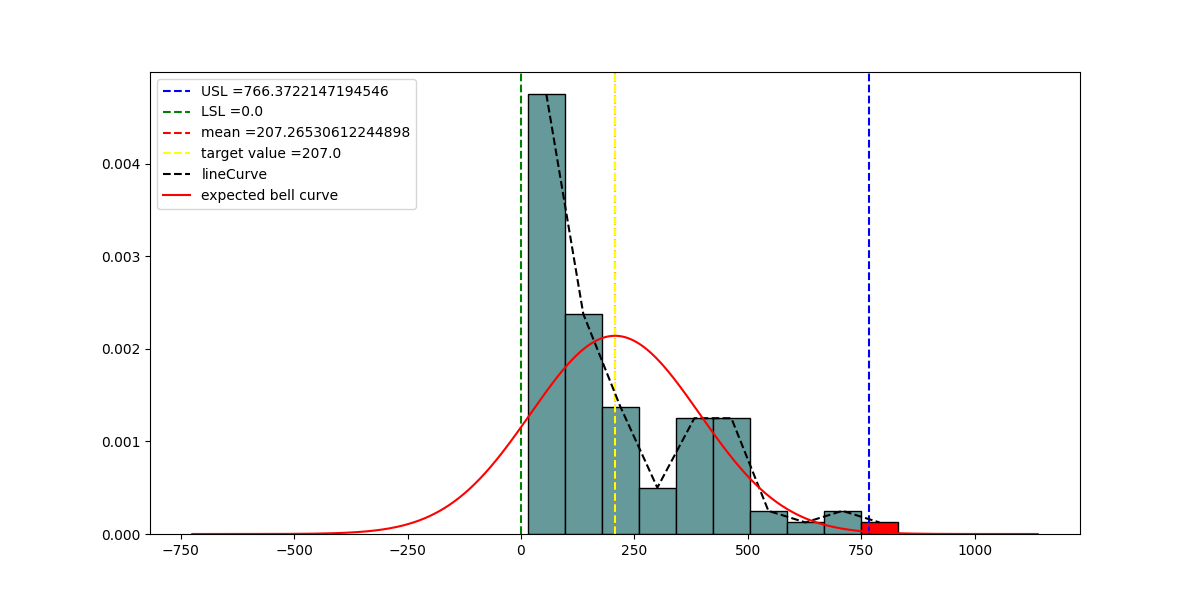 USL =766.3722147194546
LSL =0.0
mean =207.26530612244898
target value =207.0
lineCurve
expected bell curve
0.004
0.003
0.002
0.001
0.000
−750
−500
−250
0
250
500
750
1000